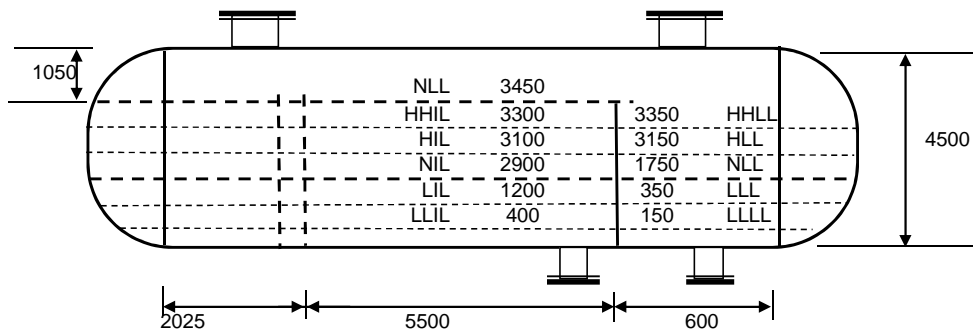 1050
NLL 3450
HHIL 3300 3350 HHLL
HIL 3100 3150 HLL
4500
NIL 2900 1750 NLL
LIL 1200 350 LLL
LLIL 400 150 LLLL
2025 5500 600